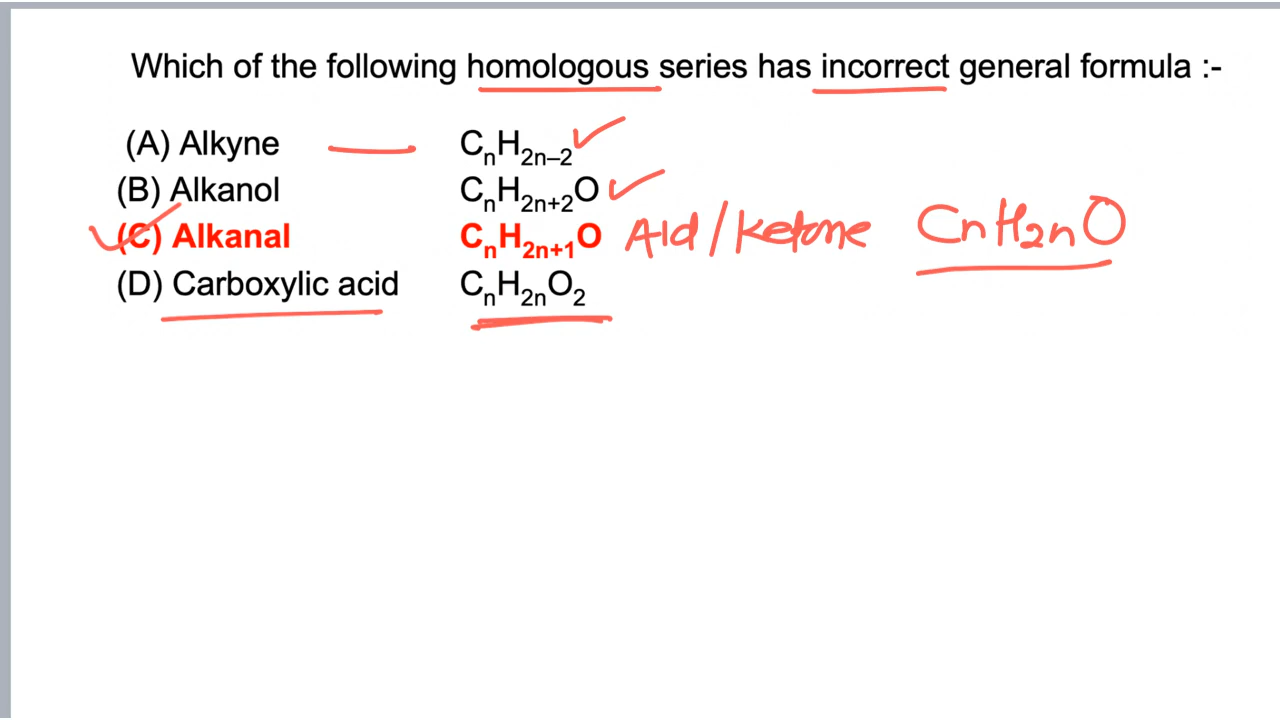 Which of the following homologous series has incorrect general formula :-
(A) Alkyne CₙH₂ₙ₋₂
(B) Alkanol CₙH₂ₙ₊₂O
(C) Alkanal CₙH₂ₙ₊₁O Ald/Ketone CₙH₂ₙO
(D) Carboxylic acid CₙH₂ₙO₂